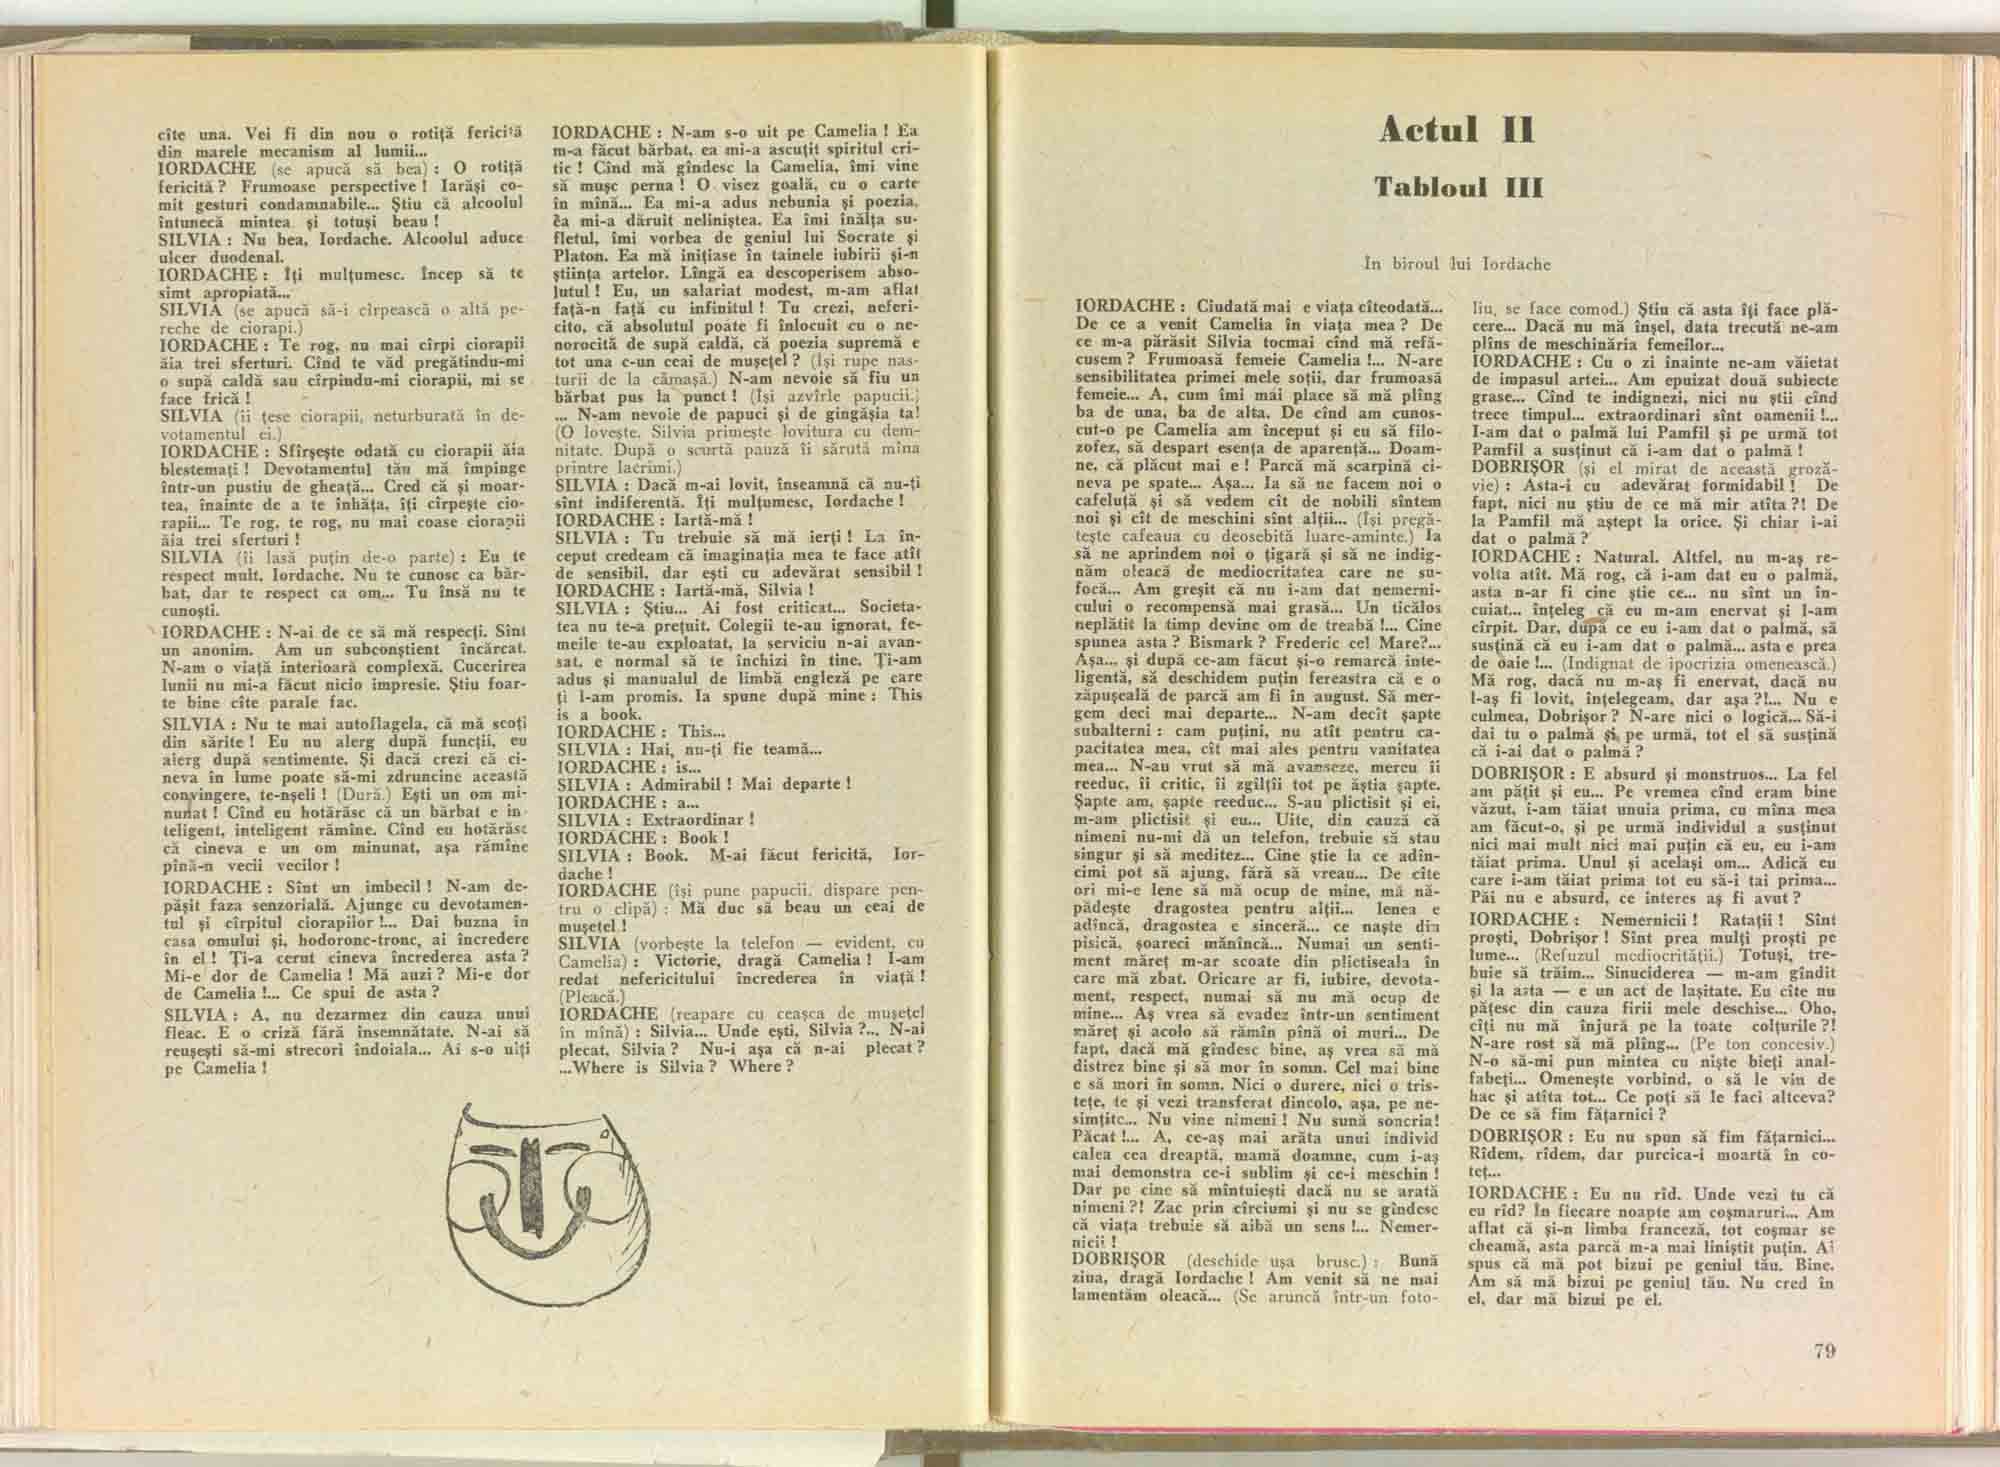 cîte una. Vei fi din nou o rotiță fericită
din marele mecanism al lumii...
IORDACHE (se apucă să bea) : O rotiță
fericită ? Frumoase perspective ! Iarăși co-
mit gesturi condamnabile... Știu că alcoolul
întunecă mintea și totuși beau !
SILVIA : Nu bea, Iordache. Alcoolul aduce
ulcer duodenal.
IORDACHE : Îți mulțumesc. Încep să te
simt apropiată...
SILVIA (se apucă să-i cîrpească o altă pe-
reche de ciorapi.)
IORDACHE : Te rog, nu mai cîrpi ciorapii
ăia trei sferturi. Cînd te văd pregătindu-mi
o supă caldă sau cîrpindu-mi ciorapii, mi se
face frică !
SILVIA (îi țese ciorapii, neturburată în de-
votamentul ei.)
IORDACHE : Sfîrșește odată cu ciorapii ăia
blestemați ! Devotamentul tău mă împinge
într-un pustiu de gheață... Cred că și moar-
tea, înainte de a te înhăța, îți cîrpește cio-
rapii... Te rog, te rog, nu mai coase ciorapii
ăia trei sferturi !
SILVIA (îi lasă puțin de-o parte) : Eu te
respect mult, Iordache. Nu te cunosc ca băr-
bat, dar te respect ca om... Tu însă nu te
cunoști.
IORDACHE : N-ai de ce să mă respecți. Sînt
un anonim. Am un subconștient încărcat.
N-am o viață interioară complexă. Cucerirea
lunii nu mi-a făcut nicio impresie. Știu foar-
te bine cîte parale fac.
SILVIA : Nu te mai autoflagela, că mă scoți
din sărite ! Eu nu alerg după funcții, eu
alerg după sentimente. Și dacă crezi că ci-
neva în lume poate să-mi zdruncine această
convingere, te-nșeli ! (Dură.) Ești un om mi-
nunat ! Cînd eu hotărăsc că un bărbat e in-
teligent, inteligent rămîne. Cînd eu hotărăsc
că cineva e un om minunat, așa rămîne
pînă-n vecii vecilor !
IORDACHE : Sînt un imbecil ! N-am de-
pășit faza senzorială. Ajunge cu devotamen-
tul și cîrpitul ciorapilor !... Dai buzna în
casa omului și, hodoronc-tronc, ai încredere
în el ! Ți-a cerut cineva încrederea asta ?
Mi-e dor de Camelia ! Mă auzi ? Mi-e dor
de Camelia !... Ce spui de asta ?
SILVIA : A, nu dezarmez din cauza unui
fleac. E o criză fără însemnătate. N-ai să
reușești să-mi strecori îndoiala... Ai s-o uiți
pe Camelia !
IORDACHE : N-am s-o uit pe Camelia ! Ea
m-a făcut bărbat, ea mi-a ascuțit spiritul cri-
tic ! Cînd mă gîndesc la Camelia, îmi vine
să mușc perna ! O visez goală, cu o carte
în mînă... Ea mi-a adus nebunia și poezia,
ea mi-a dăruit neliniștea. Ea îmi înălța su-
fletul, îmi vorbea de geniul lui Socrate și
Platon. Ea mă inițiase în tainele iubirii și-n
știința artelor. Lîngă ea descoperisem abso-
lutul ! Eu, un salariat modest, m-am aflat
față-n față cu infinitul ! Tu crezi, neferi-
cito, că absolutul poate fi înlocuit cu o ne-
norocită de supă caldă, că poezia supremă e
tot una c-un ceai de mușețel ? (Își rupe nas-
turii de la cămașă.) N-am nevoie să fiu un
bărbat pus la punct ! (Își azvîrle papucii.)
... N-am nevoie de papuci și de gingășia ta!
(O lovește. Silvia primește lovitura cu dem-
nitate. După o scurtă pauză îi sărută mîna
printre lacrimi.)
SILVIA : Dacă m-ai lovit, înseamnă că nu-ți
sînt indiferentă. Îți mulțumesc, Iordache !
IORDACHE : Iartă-mă !
SILVIA : Tu trebuie să mă ierți ! La în-
ceput credeam că imaginația mea te face atît
de sensibil, dar ești cu adevărat sensibil !
IORDACHE : Iartă-mă, Silvia !
SILVIA : Știu... Ai fost criticat... Societa-
tea nu te-a prețuit. Colegii te-au ignorat, fe-
meile te-au exploatat, la serviciu n-ai avan-
sat, e normal să te închizi în tine. Ți-am
adus și manualul de limbă engleză pe care
ți l-am promis. Ia spune după mine : This
is a book.
IORDACHE : This...
SILVIA : Hai, nu-ți fie teamă...
IORDACHE : is...
SILVIA : Admirabil ! Mai departe !
IORDACHE : a...
SILVIA : Extraordinar !
IORDACHE : Book !
SILVIA : Book. M-ai făcut fericită, Ior-
dache !
IORDACHE (își pune papucii, dispare pen-
tru o clipă) : Mă duc să beau un ceai de
mușețel !
SILVIA (vorbește la telefon — evident, cu
Camelia) : Victorie, dragă Camelia ! I-am
redat nefericitului încrederea în viață !
(Pleacă.)
IORDACHE (reapare cu ceașca de mușețel
în mînă) : Silvia... Unde ești, Silvia ?... N-ai
plecat, Silvia ? Nu-i așa că n-ai plecat ?
...Where is Silvia ? Where ?
Actul II
Tabloul III
În biroul lui Iordache
IORDACHE : Ciudată mai e viața cîteodată...
De ce a venit Camelia în viața mea ? De
ce m-a părăsit Silvia tocmai cînd mă refă-
cusem ? Frumoasă femeie Camelia !... N-are
sensibilitatea primei mele soții, dar frumoasă
femeie... A, cum îmi mai place să mă plîng
ba de una, ba de alta. De cînd am cunos-
cut-o pe Camelia am început și eu să filo-
zofez, să despart esența de aparență... Doam-
ne, că plăcut mai e ! Parcă mă scarpină ci-
neva pe spate... Așa... Ia să ne facem noi o
cafeluță și să vedem cît de nobili sîntem
noi și cît de meschini sînt alții... (Își pregă-
tește cafeaua cu deosebită luare-aminte.) Ia
să ne aprindem noi o țigară și să ne indig-
năm oleacă de mediocritatea care ne su-
focă... Am greșit că nu i-am dat nemerni-
cului o recompensă mai grasă... Un ticălos
neplătit la timp devine om de treabă !... Cine
spunea asta ? Bismark ? Frederic cel Mare?...
Așa... și după ce-am făcut și-o remarcă inte-
ligentă, să deschidem puțin fereastra că e o
zăpușeală de parcă am fi în august. Să mer-
gem deci mai departe... N-am decît șapte
subalterni : cam puțini, nu atît pentru ca-
pacitatea mea, cît mai ales pentru vanitatea
mea... N-au vrut să mă avanseze, mereu îi
reeduc, îi critic, îi zgîlțîi tot pe ăștia șapte.
Șapte am, șapte reeduc... S-au plictisit și ei,
m-am plictisit și eu... Uite, din cauză că
nimeni nu-mi dă un telefon, trebuie să stau
singur și să meditez... Cine știe la ce adîn-
cimi pot să ajung, fără să vreau... De cîte
ori mi-e lene să mă ocup de mine, mă nă-
pădește dragostea pentru alții... lenea e
adîncă, dragostea e sinceră... ce naște din
pisică, șoareci mănîncă... Numai un senti-
ment măreț m-ar scoate din plictiseala în
care mă zbat. Oricare ar fi, iubire, devota-
ment, respect, numai să nu mă ocup de
mine... Aș vrea să evadez într-un sentiment
măreț și acolo să rămîn pînă oi muri... De
fapt, dacă mă gîndesc bine, aș vrea să mă
distrez bine și să mor în somn. Cel mai bine
e să mori în somn. Nici o durere, nici o tris-
tețe, te și vezi transferat dincolo, așa, pe ne-
simțite... Nu vine nimeni ! Nu sună soneria!
Păcat !... A, ce-aș mai arăta unui individ
calea cea dreaptă, mamă doamne, cum i-aș
mai demonstra ce-i sublim și ce-i meschin !
Dar pe cine să mîntuiești dacă nu se arată
nimeni ?! Zac prin cîrciumi și nu se gîndesc
că viața trebuie să aibă un sens !... Nemer-
nicii !
DOBRIȘOR (deschide ușa brusc.) : Bună
ziua, dragă Iordache ! Am venit să ne mai
lamentăm oleacă... (Se aruncă într-un foto-
liu, se face comod.) Știu că asta îți face plă-
cere... Dacă nu mă înșel, data trecută ne-am
plîns de meschinăria femeilor...
IORDACHE : Cu o zi înainte ne-am văietat
de impasul artei... Am epuizat două subiecte
grase... Cînd te indignezi, nici nu știi cînd
trece timpul... extraordinari sînt oamenii !...
I-am dat o palmă lui Pamfil și pe urmă tot
Pamfil a susținut că i-am dat o palmă !
DOBRIȘOR (și el mirat de această groză-
vie) : Asta-i cu adevărat formidabil ! De
fapt, nici nu știu de ce mă mir atîta ?! De
la Pamfil mă aștept la orice. Și chiar i-ai
dat o palmă ?
IORDACHE : Natural. Altfel, nu m-aș re-
volta atît. Mă rog, că i-am dat eu o palmă,
asta n-ar fi cine știe ce... nu sînt un în-
cuiat... înțeleg că eu m-am enervat și l-am
cîrpit. Dar, după ce eu i-am dat o palmă, să
susțină că eu i-am dat o palmă... asta e prea
de oaie !... (Indignat de ipocrizia omenească.)
Mă rog, dacă nu m-aș fi enervat, dacă nu
l-aș fi lovit, înțelegeam, dar așa ?!... Nu e
culmea, Dobrișor ? N-are nici o logică... Să-i
dai tu o palmă și, pe urmă, tot el să susțină
că i-ai dat o palmă ?
DOBRIȘOR : E absurd și monstruos... La fel
am pățit și eu... Pe vremea cînd eram bine
văzut, i-am tăiat unuia prima, cu mîna mea
am făcut-o, și pe urmă individul a susținut
nici mai mult nici mai puțin că eu, eu i-am
tăiat prima. Unul și același om... Adică eu
care i-am tăiat prima tot eu să-i tai prima...
Păi nu e absurd, ce interes aș fi avut ?
IORDACHE : Nemernicii ! Ratații ! Sînt
proști, Dobrișor ! Sînt prea mulți proști pe
lume... (Refuzul mediocrității.) Totuși, tre-
buie să trăim... Sinuciderea — m-am gîndit
și la asta — e un act de lașitate. Eu cîte nu
pățesc din cauza firii mele deschise... Oho,
cîți nu mă înjură pe la toate colțurile ?!
N-are rost să mă plîng... (Pe ton concesiv.)
N-o să-mi pun mintea cu niște bieți anal-
fabeți... Omenește vorbind, o să le vin de
hac și atîta tot... Ce poți să le faci altceva?
De ce să fim fățarnici ?
DOBRIȘOR : Eu nu spun să fim fățarnici...
Rîdem, rîdem, dar purcica-i moartă în co-
teț...
IORDACHE : Eu nu rîd. Unde vezi tu că
eu rîd? În fiecare noapte am coșmaruri... Am
aflat că și-n limba franceză, tot coșmar se
cheamă, asta parcă m-a mai liniștit puțin. Ai
spus că mă pot bizui pe geniul tău. Bine.
Am să mă bizui pe geniul tău. Nu cred în
el, dar mă bizui pe el.
79